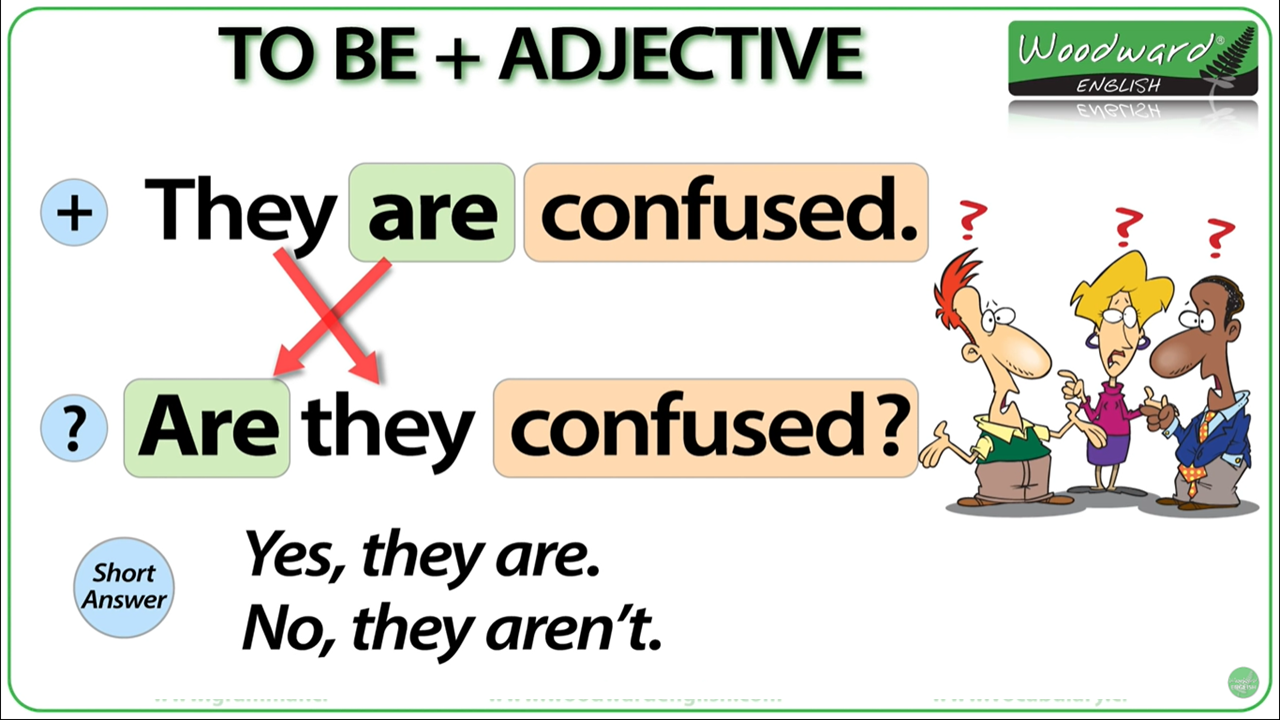 TO BE + ADJECTIVE
Woodward®
ENGLISH
+ They are confused.
? ? ?
? Are they confused?
Short
Answer
Yes, they are.
No, they aren't.